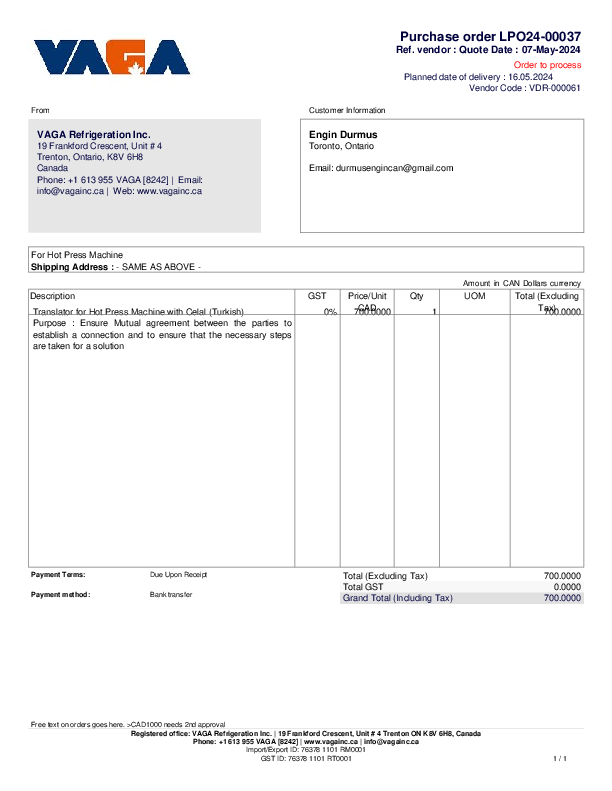 VAGA
Purchase order LPO24-00037
Ref. vendor : Quote Date : 07-May-2024
Order to process
Planned date of delivery : 16.05.2024
Vendor Code : VDR-000061
From
Customer Information
VAGA Refrigeration Inc.
19 Frankford Crescent, Unit # 4
Trenton, Ontario, K8V 6H8
Canada
Phone: +1 613 955 VAGA [8242] | Email:
info@vagainc.ca | Web: www.vagainc.ca
Engin Durmus
Toronto, Ontario
Email: durmusengincan@gmail.com
For Hot Press Machine
Shipping Address : - SAME AS ABOVE -
Amount in CAN Dollars currency
Description GST Price/Unit CAD Qty UOM Total (Excluding Tax)
Translator for Hot Press Machine with Celal (Turkish) 0% 700.0000 1 700.0000
Purpose : Ensure Mutual agreement between the parties to
establish a connection and to ensure that the necessary steps
are taken for a solution
Payment Terms: Due Upon Receipt
Payment method: Bank transfer
Total (Excluding Tax) 700.0000
Total GST 0.0000
Grand Total (Including Tax) 700.0000
Free text on orders goes here. >CAD1000 needs 2nd approval
Registered office: VAGA Refrigeration Inc. | 19 Frankford Crescent, Unit # 4 Trenton ON K8V 6H8, Canada
Phone: +1 613 955 VAGA [8242] | www.vagainc.ca | info@vagainc.ca
Import/Export ID: 76378 1101 RM0001
GST ID: 76378 1101 RT0001
1 / 1